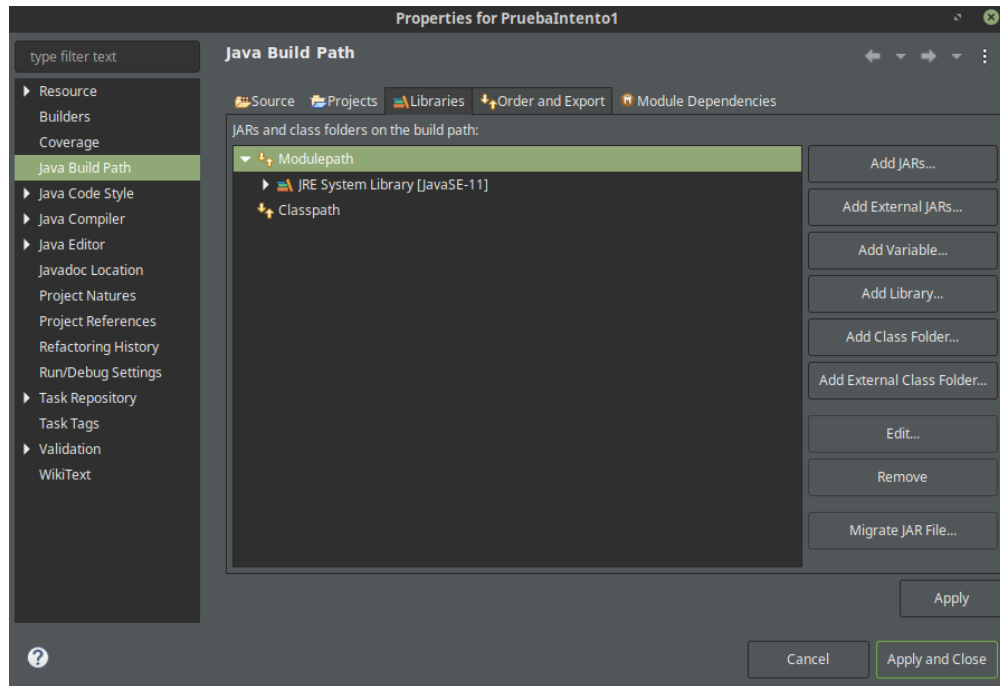 Properties for PruebaIntento1
type filter text
Resource
Builders
Coverage
Java Build Path
Java Code Style
Java Compiler
Java Editor
Javadoc Location
Project Natures
Project References
Refactoring History
Run/Debug Settings
Task Repository
Task Tags
Validation
WikiText
Java Build Path
Source Projects Libraries Order and Export Module Dependencies
JARs and class folders on the build path:
Modulepath
JRE System Library [JavaSE-11]
Classpath
Add JARs...
Add External JARs...
Add Variable...
Add Library...
Add Class Folder...
Add External Class Folder...
Edit...
Remove
Migrate JAR File...
Apply
Cancel
Apply and Close